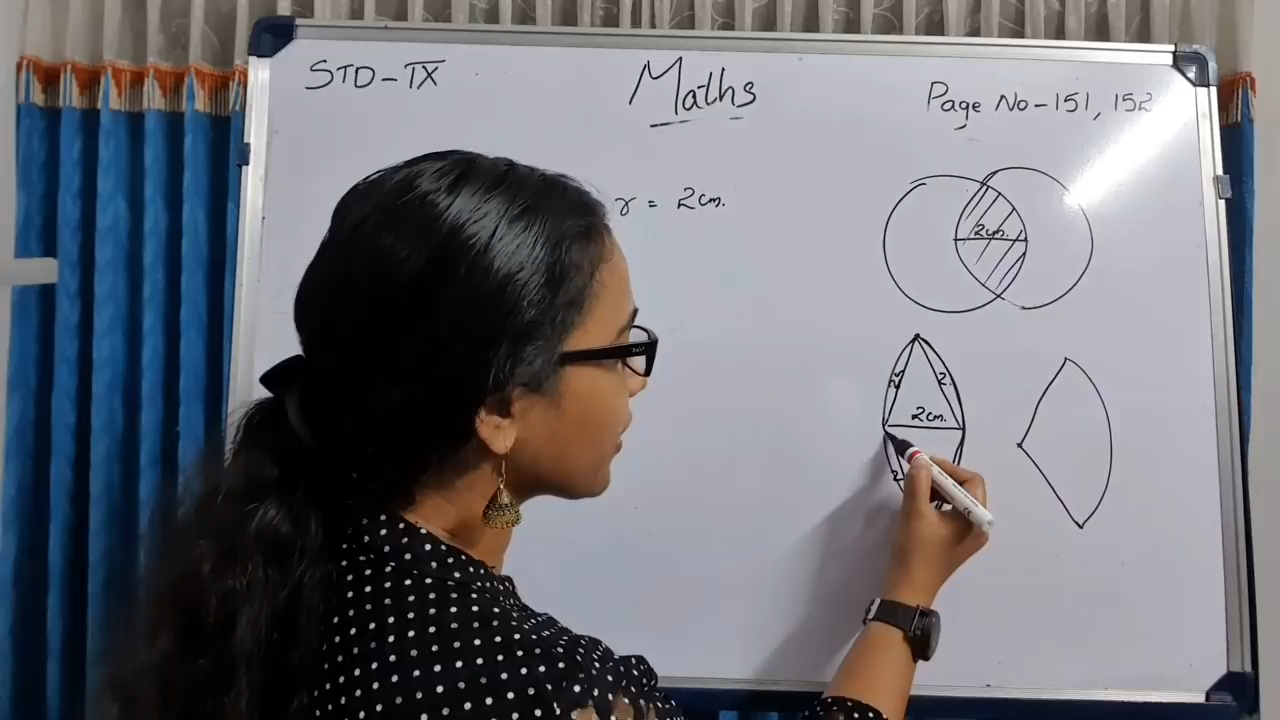 STD-IX
Maths
Page No-151, 152
r = 2cm.
2cm.
2cm.